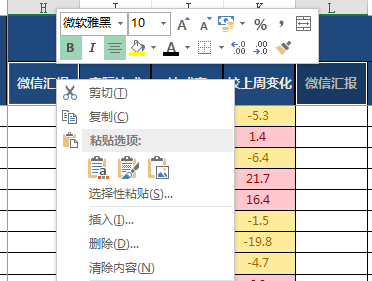 H K L
微软雅黑 10 % ,
B I A .00 .0
微信汇报 较上周变化 微信汇报
剪切(T)
复制(C)
粘贴选项:
选择性粘贴(S)...
插入(I)...
删除(D)...
清除内容(N)
-5.3
1.4
-6.4
21.7
16.4
-1.5
-19.8
-4.7